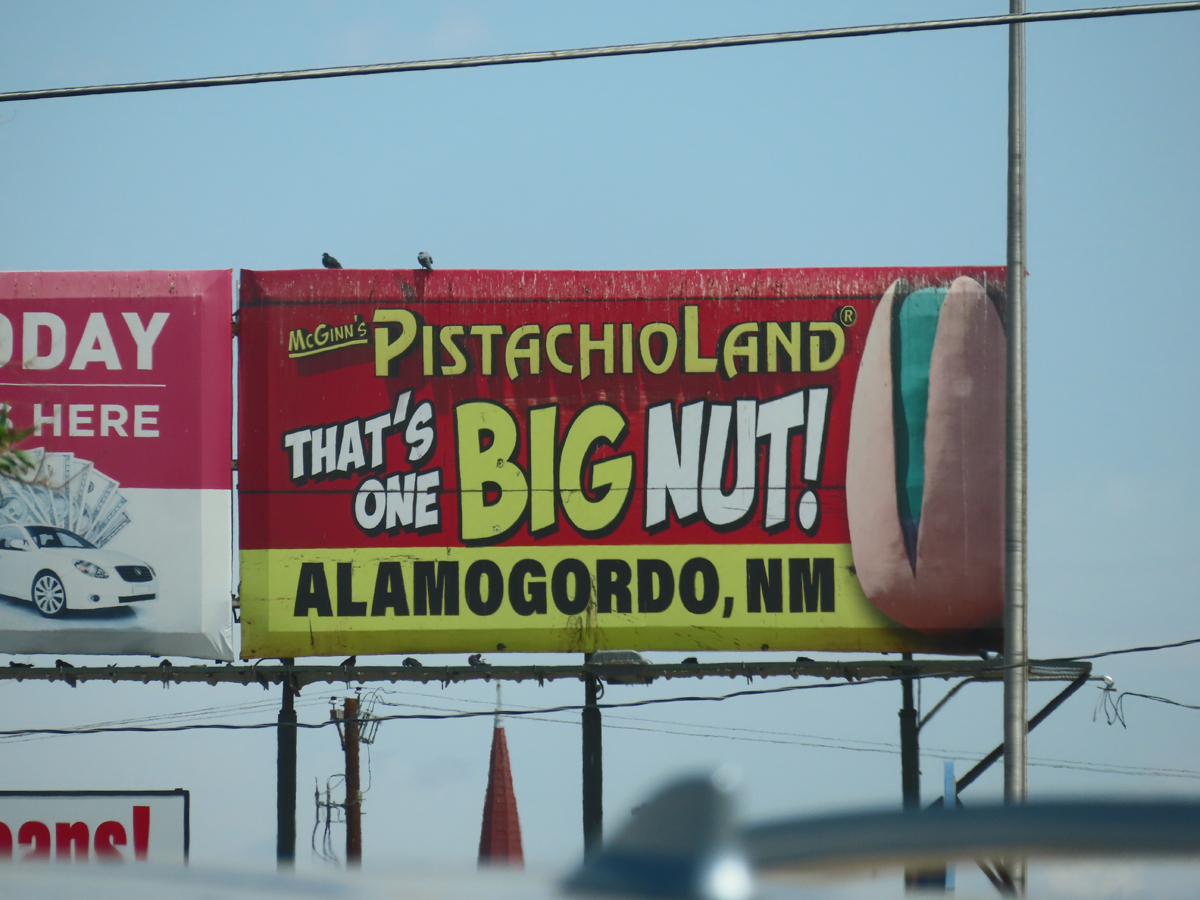 ODAY
HERE
McGinn's PistachioLand®
THAT'S ONE BIG NUT!
ALAMOGORDO, NM
oans!